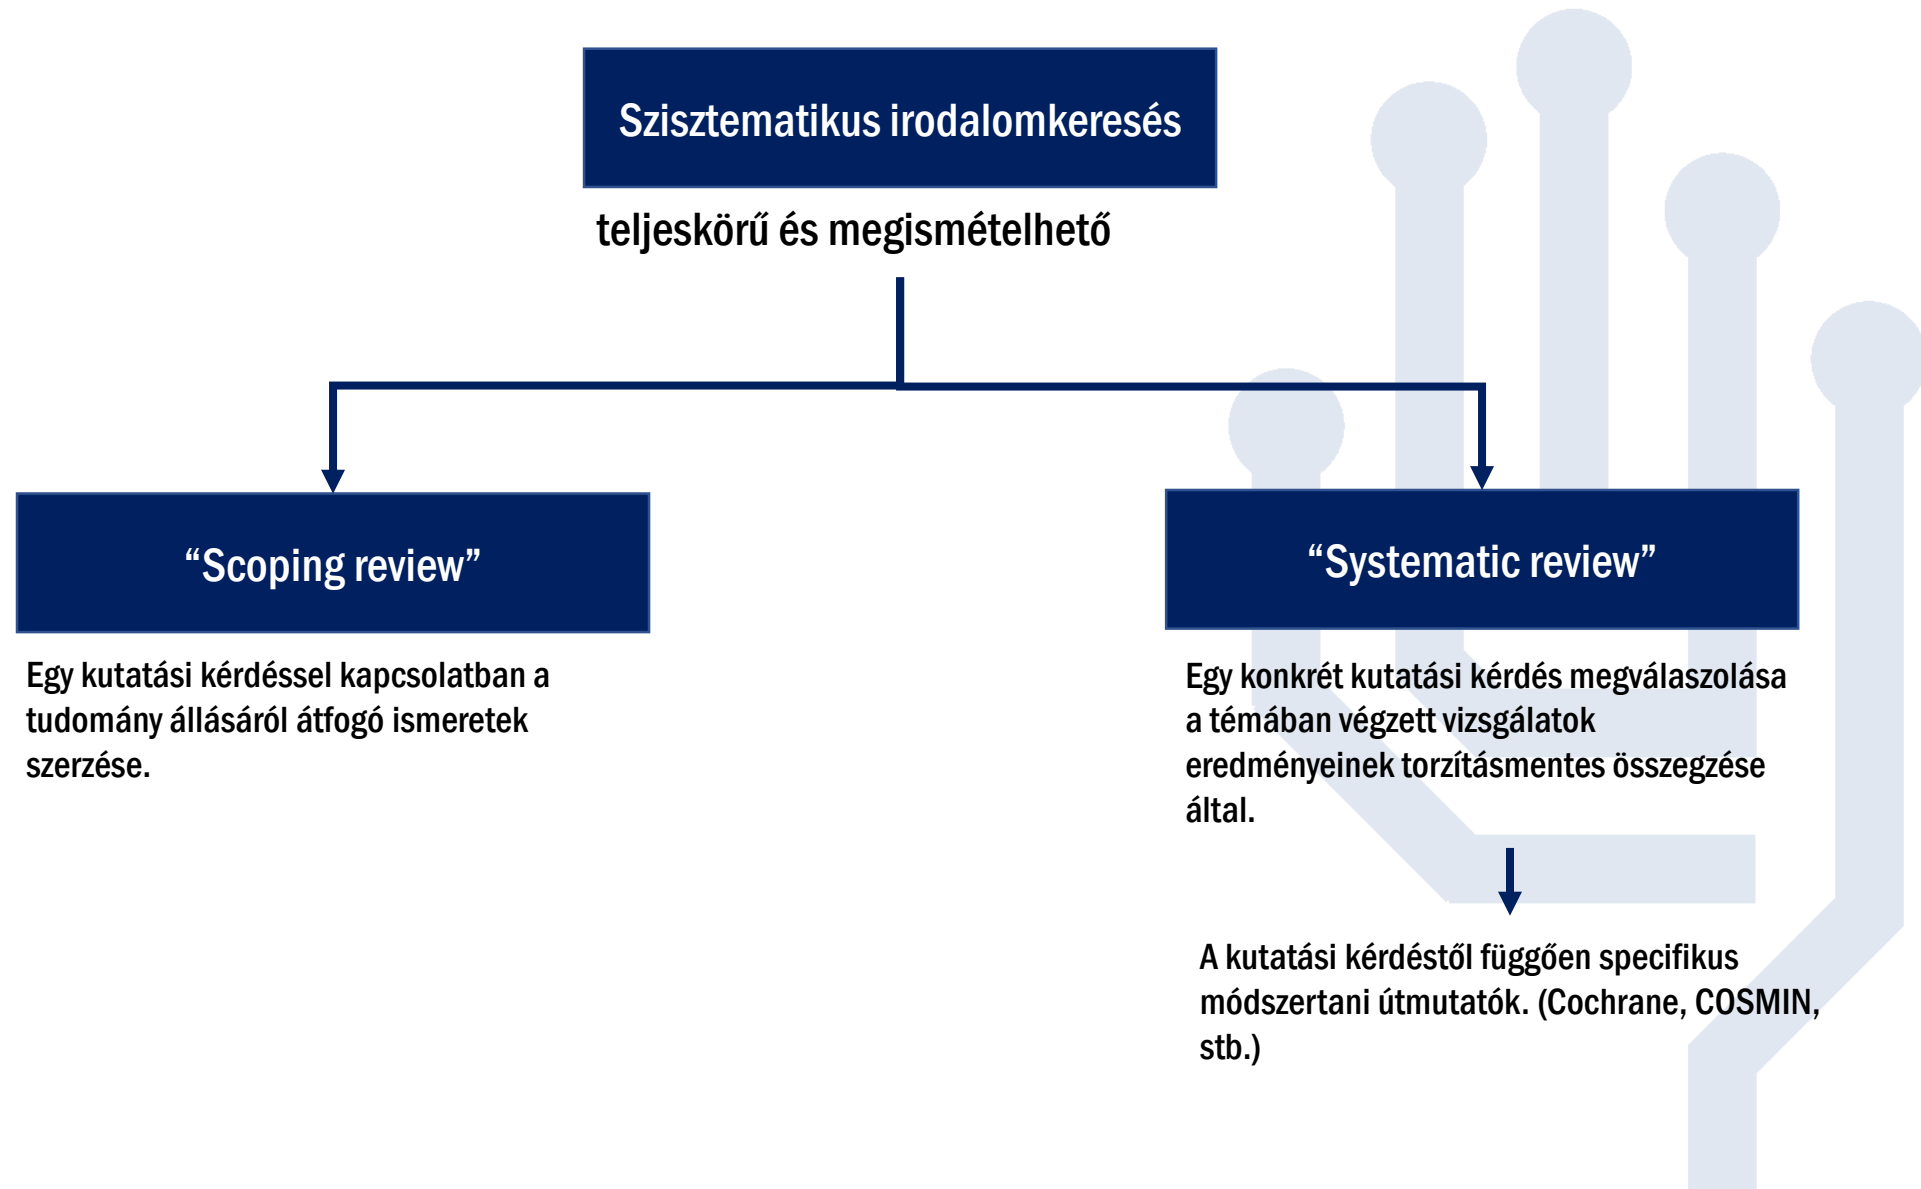 Szisztematikus irodalomkeresés
teljeskörű és megismételhető
“Scoping review”
Egy kutatási kérdéssel kapcsolatban a
tudomány állásáról átfogó ismeretek
szerzése.
“Systematic review”
Egy konkrét kutatási kérdés megválaszolása
a témában végzett vizsgálatok
eredményeinek torzításmentes összegzése
által.
A kutatási kérdéstől függően specifikus
módszertani útmutatók. (Cochrane, COSMIN,
stb.)